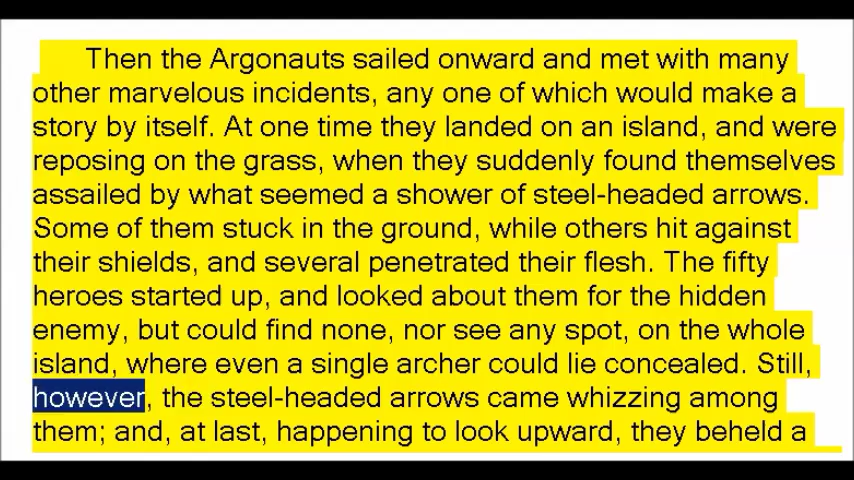 Then the Argonauts sailed onward and met with many
other marvelous incidents, any one of which would make a
story by itself. At one time they landed on an island, and were
reposing on the grass, when they suddenly found themselves
assailed by what seemed a shower of steel-headed arrows.
Some of them stuck in the ground, while others hit against
their shields, and several penetrated their flesh. The fifty
heroes started up, and looked about them for the hidden
enemy, but could find none, nor see any spot, on the whole
island, where even a single archer could lie concealed. Still,
however, the steel-headed arrows came whizzing among
them; and, at last, happening to look upward, they beheld a